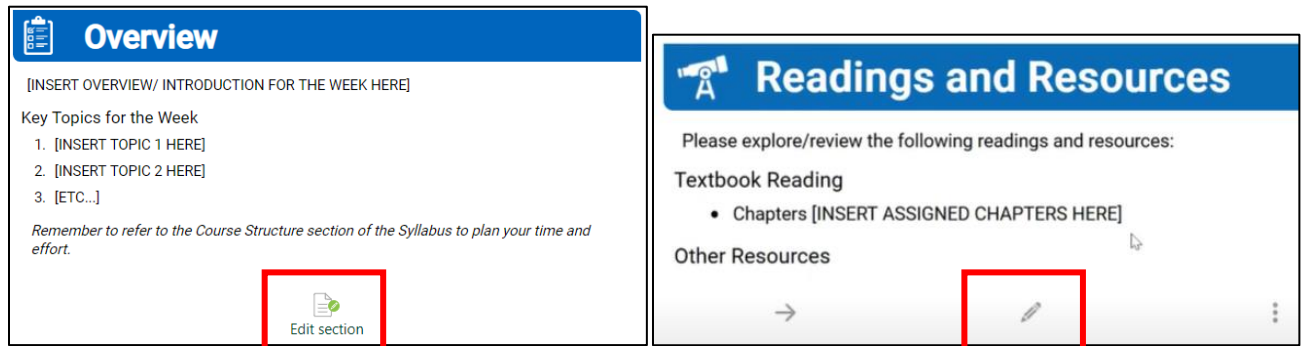 Overview
[INSERT OVERVIEW/ INTRODUCTION FOR THE WEEK HERE]
Key Topics for the Week
1. [INSERT TOPIC 1 HERE]
2. [INSERT TOPIC 2 HERE]
3. [ETC...]
Remember to refer to the Course Structure section of the Syllabus to plan your time and
effort.
Edit section
Readings and Resources
Please explore/review the following readings and resources:
Textbook Reading
• Chapters [INSERT ASSIGNED CHAPTERS HERE]
Other Resources